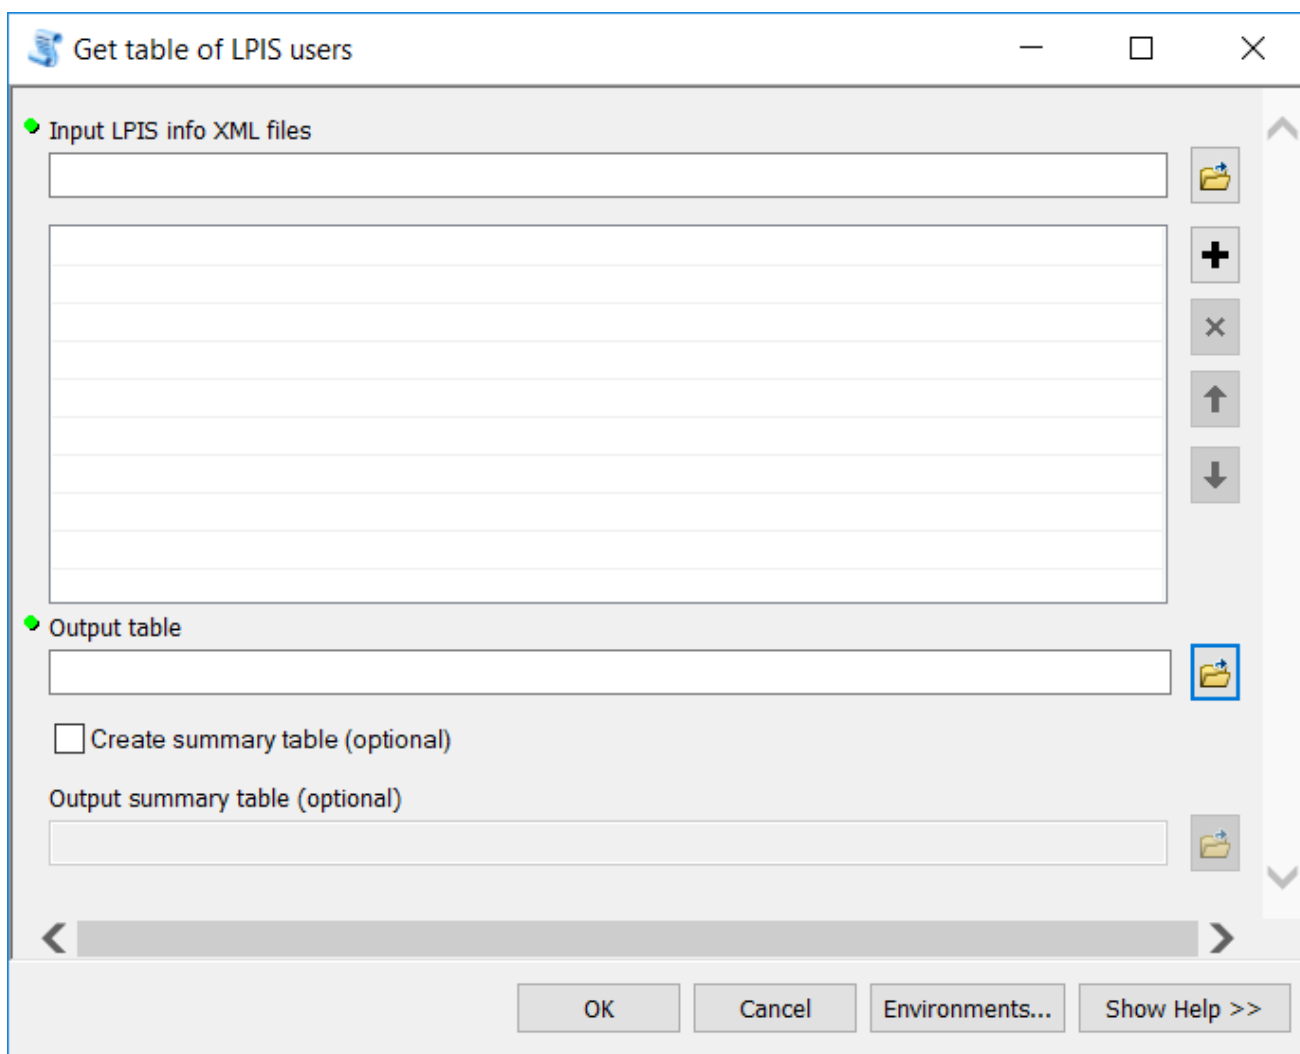 Get table of LPIS users
Input LPIS info XML files
Output table
Create summary table (optional)
Output summary table (optional)
OK
Cancel
Environments...
Show Help >>